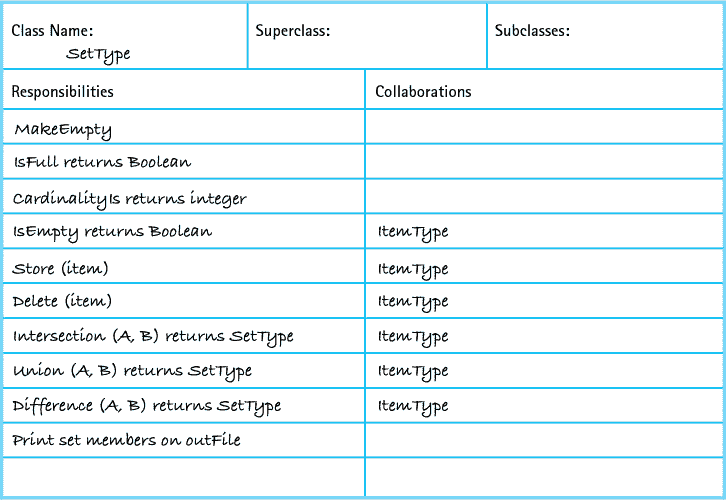 Class Name: Superclass: Subclasses:
SetType
Responsibilities Collaborations
MakeEmpty
IsFull returns Boolean
CardinalityIs returns integer
IsEmpty returns Boolean ItemType
Store (item) ItemType
Delete (item) ItemType
Intersection (A, B) returns SetType ItemType
Union (A, B) returns SetType ItemType
Difference (A, B) returns SetType ItemType
Print set members on outFile